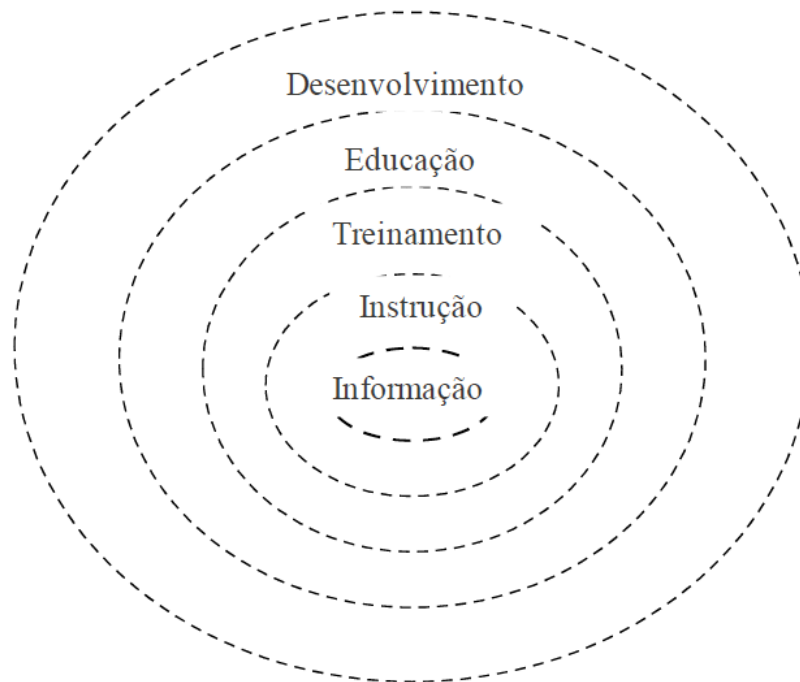 Desenvolvimento
Educação
Treinamento
Instrução
Informação